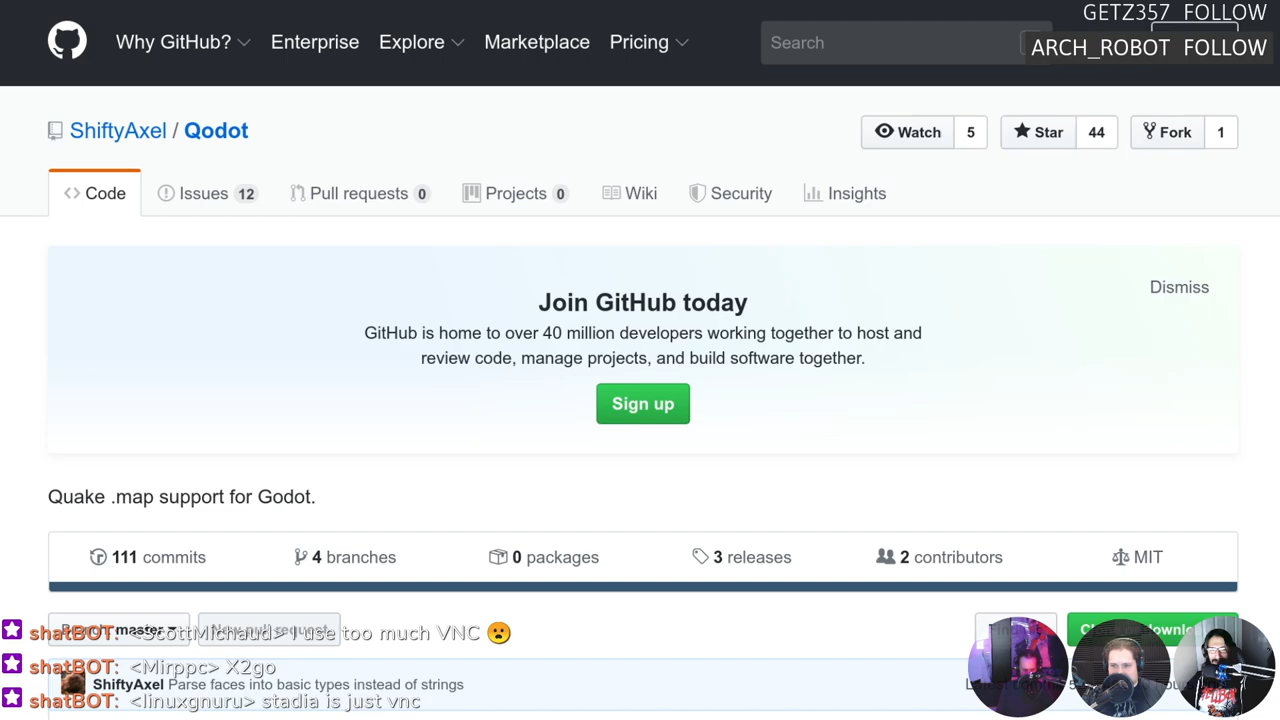 GETZ357 FOLLOW
Why GitHub? Enterprise Explore Marketplace Pricing Search
ARCH_ROBOT FOLLOW
ShiftyAxel / Qodot
Watch 5 Star 44 Fork 1
Code Issues 12 Pull requests 0 Projects 0 Wiki Security Insights
Dismiss
Join GitHub today
GitHub is home to over 40 million developers working together to host and
review code, manage projects, and build software together.
Sign up
Quake .map support for Godot.
111 commits 4 branches 0 packages 3 releases 2 contributors MIT
master
shatBOT: <ScottMichaud> I use too much VNC 😮
shatBOT: <Mirppc> X2go
ShiftyAxel Parse faces into basic types instead of strings
shatBOT: <linuxgnuru> stadia is just vnc